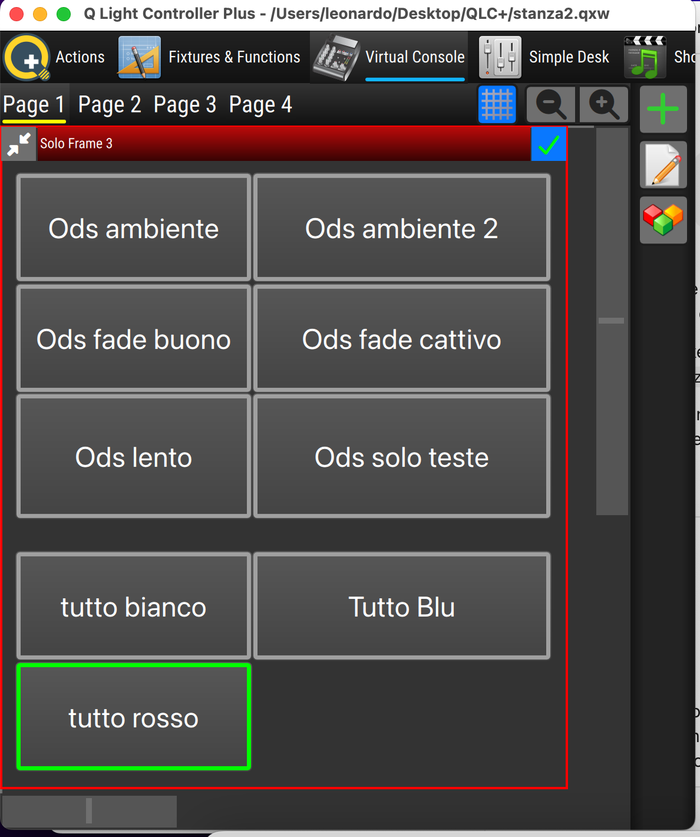 Q Light Controller Plus - /Users/leonardo/Desktop/QLC+/stanza2.qxw
Actions Fixtures & Functions Virtual Console Simple Desk Sho
Page 1 Page 2 Page 3 Page 4
Solo Frame 3
Ods ambiente Ods ambiente 2
Ods fade buono Ods fade cattivo
Ods lento Ods solo teste
tutto bianco Tutto Blu
tutto rosso